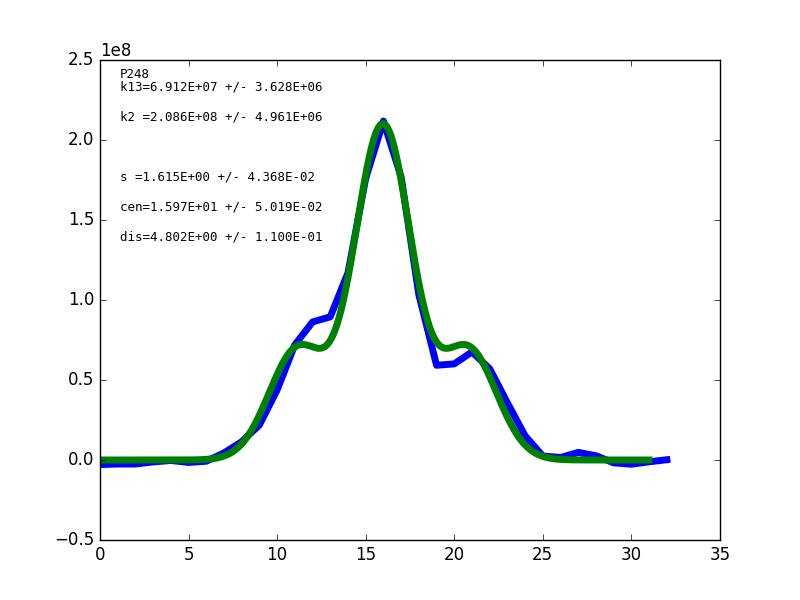 1e8
P248
k13=6.912E+07 +/- 3.628E+06
k2 =2.086E+08 +/- 4.961E+06
s =1.615E+00 +/- 4.368E-02
cen=1.597E+01 +/- 5.019E-02
dis=4.802E+00 +/- 1.100E-01
2.5
2.0
1.5
1.0
0.5
0.0
−0.5
0 5 10 15 20 25 30 35